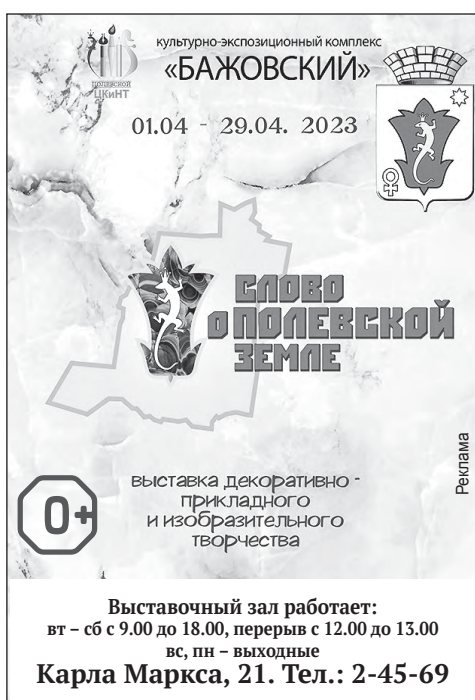 культурно-экспозиционный комплекс
«БАЖОВСКИЙ»
ПОЛЕВСКОЙ
ЦКиНТ
01.04 - 29.04. 2023
СЛОВО
О ПОЛЕВСКОЙ
ЗЕМЛЕ
Реклама
0+
выставка декоративно -
прикладного
и изобразительного
творчества
Выставочный зал работает:
вт – сб с 9.00 до 18.00, перерыв с 12.00 до 13.00
вс, пн – выходные
Карла Маркса, 21. Тел.: 2-45-69